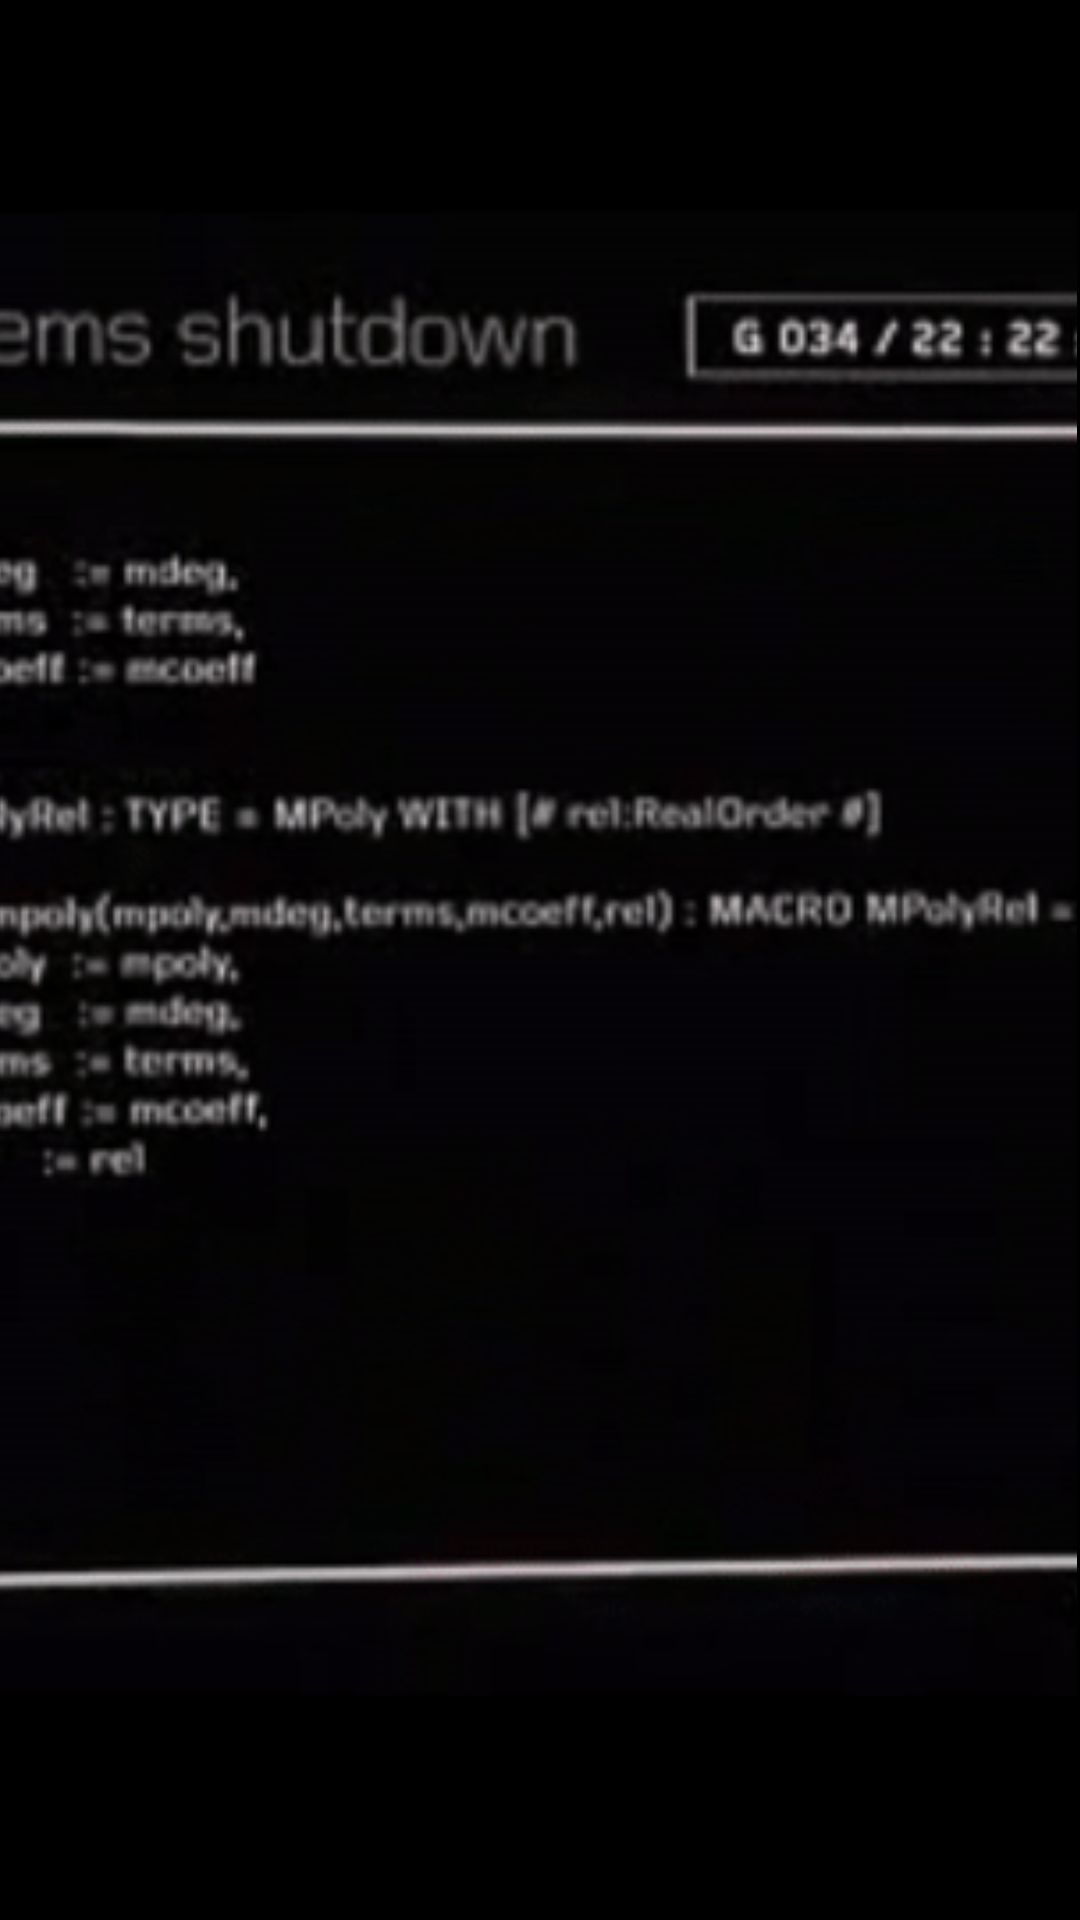 ems shutdown
G 034 / 22 : 22 :
eg := mdeg,
ms := terms,
oeff := mcoeff
lyRel : TYPE = MPoly WITH [# rel:RealOrder #]
mpoly(mpoly,mdeg,terms,mcoeff,rel) : MACRO MPolyRel =
oly := mpoly,
eg := mdeg,
ms := terms,
oeff := mcoeff,
:= rel